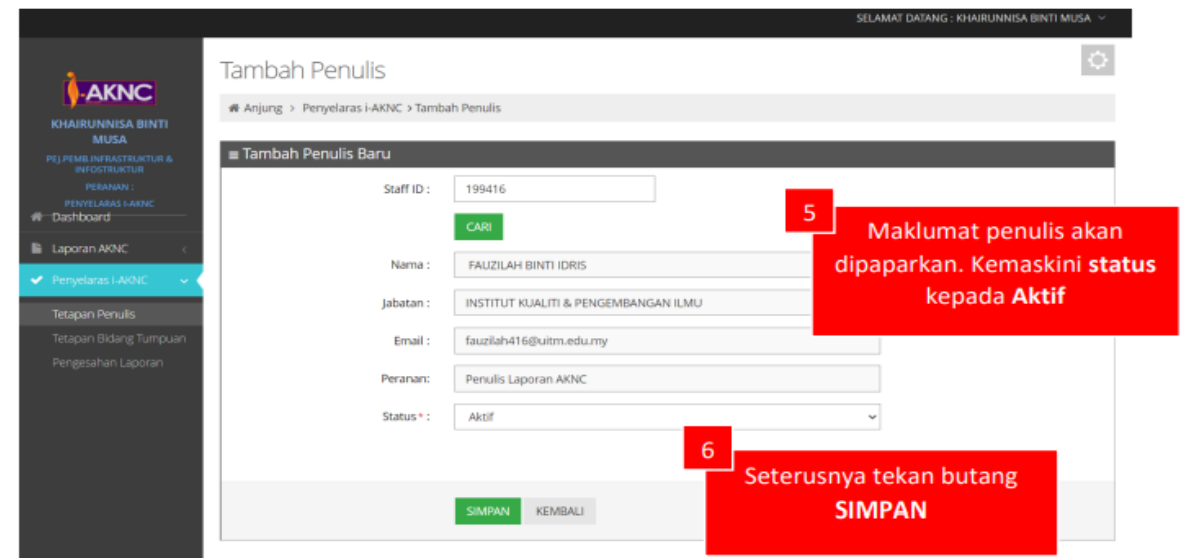 SELAMAT DATANG : KHAIRUNNISA BINTI MUSA
i-AKNC
KHAIRUNNISA BINTI
MUSA
PEJ.PEMB.INFRASTRUKTUR &
INFOSTRUKTUR
PERANAN :
PENYELARAS I-AKNC
Dashboard
Laporan AKNC
Penyelaras I-AKNC
Tetapan Penulis
Tetapan Bidang Tumpuan
Pengesahan Laporan
Tambah Penulis
Anjung > Penyelaras i-AKNC > Tambah Penulis
Tambah Penulis Baru
Staff ID : 199416
CARI
Nama : FAUZILAH BINTI IDRIS
Jabatan : INSTITUT KUALITI & PENGEMBANGAN ILMU
Email : fauzilah416@uitm.edu.my
Peranan: Penulis Laporan AKNC
Status * : Aktif
SIMPAN KEMBALI
5
Maklumat penulis akan
dipaparkan. Kemaskini status
kepada Aktif
6
Seterusnya tekan butang
SIMPAN